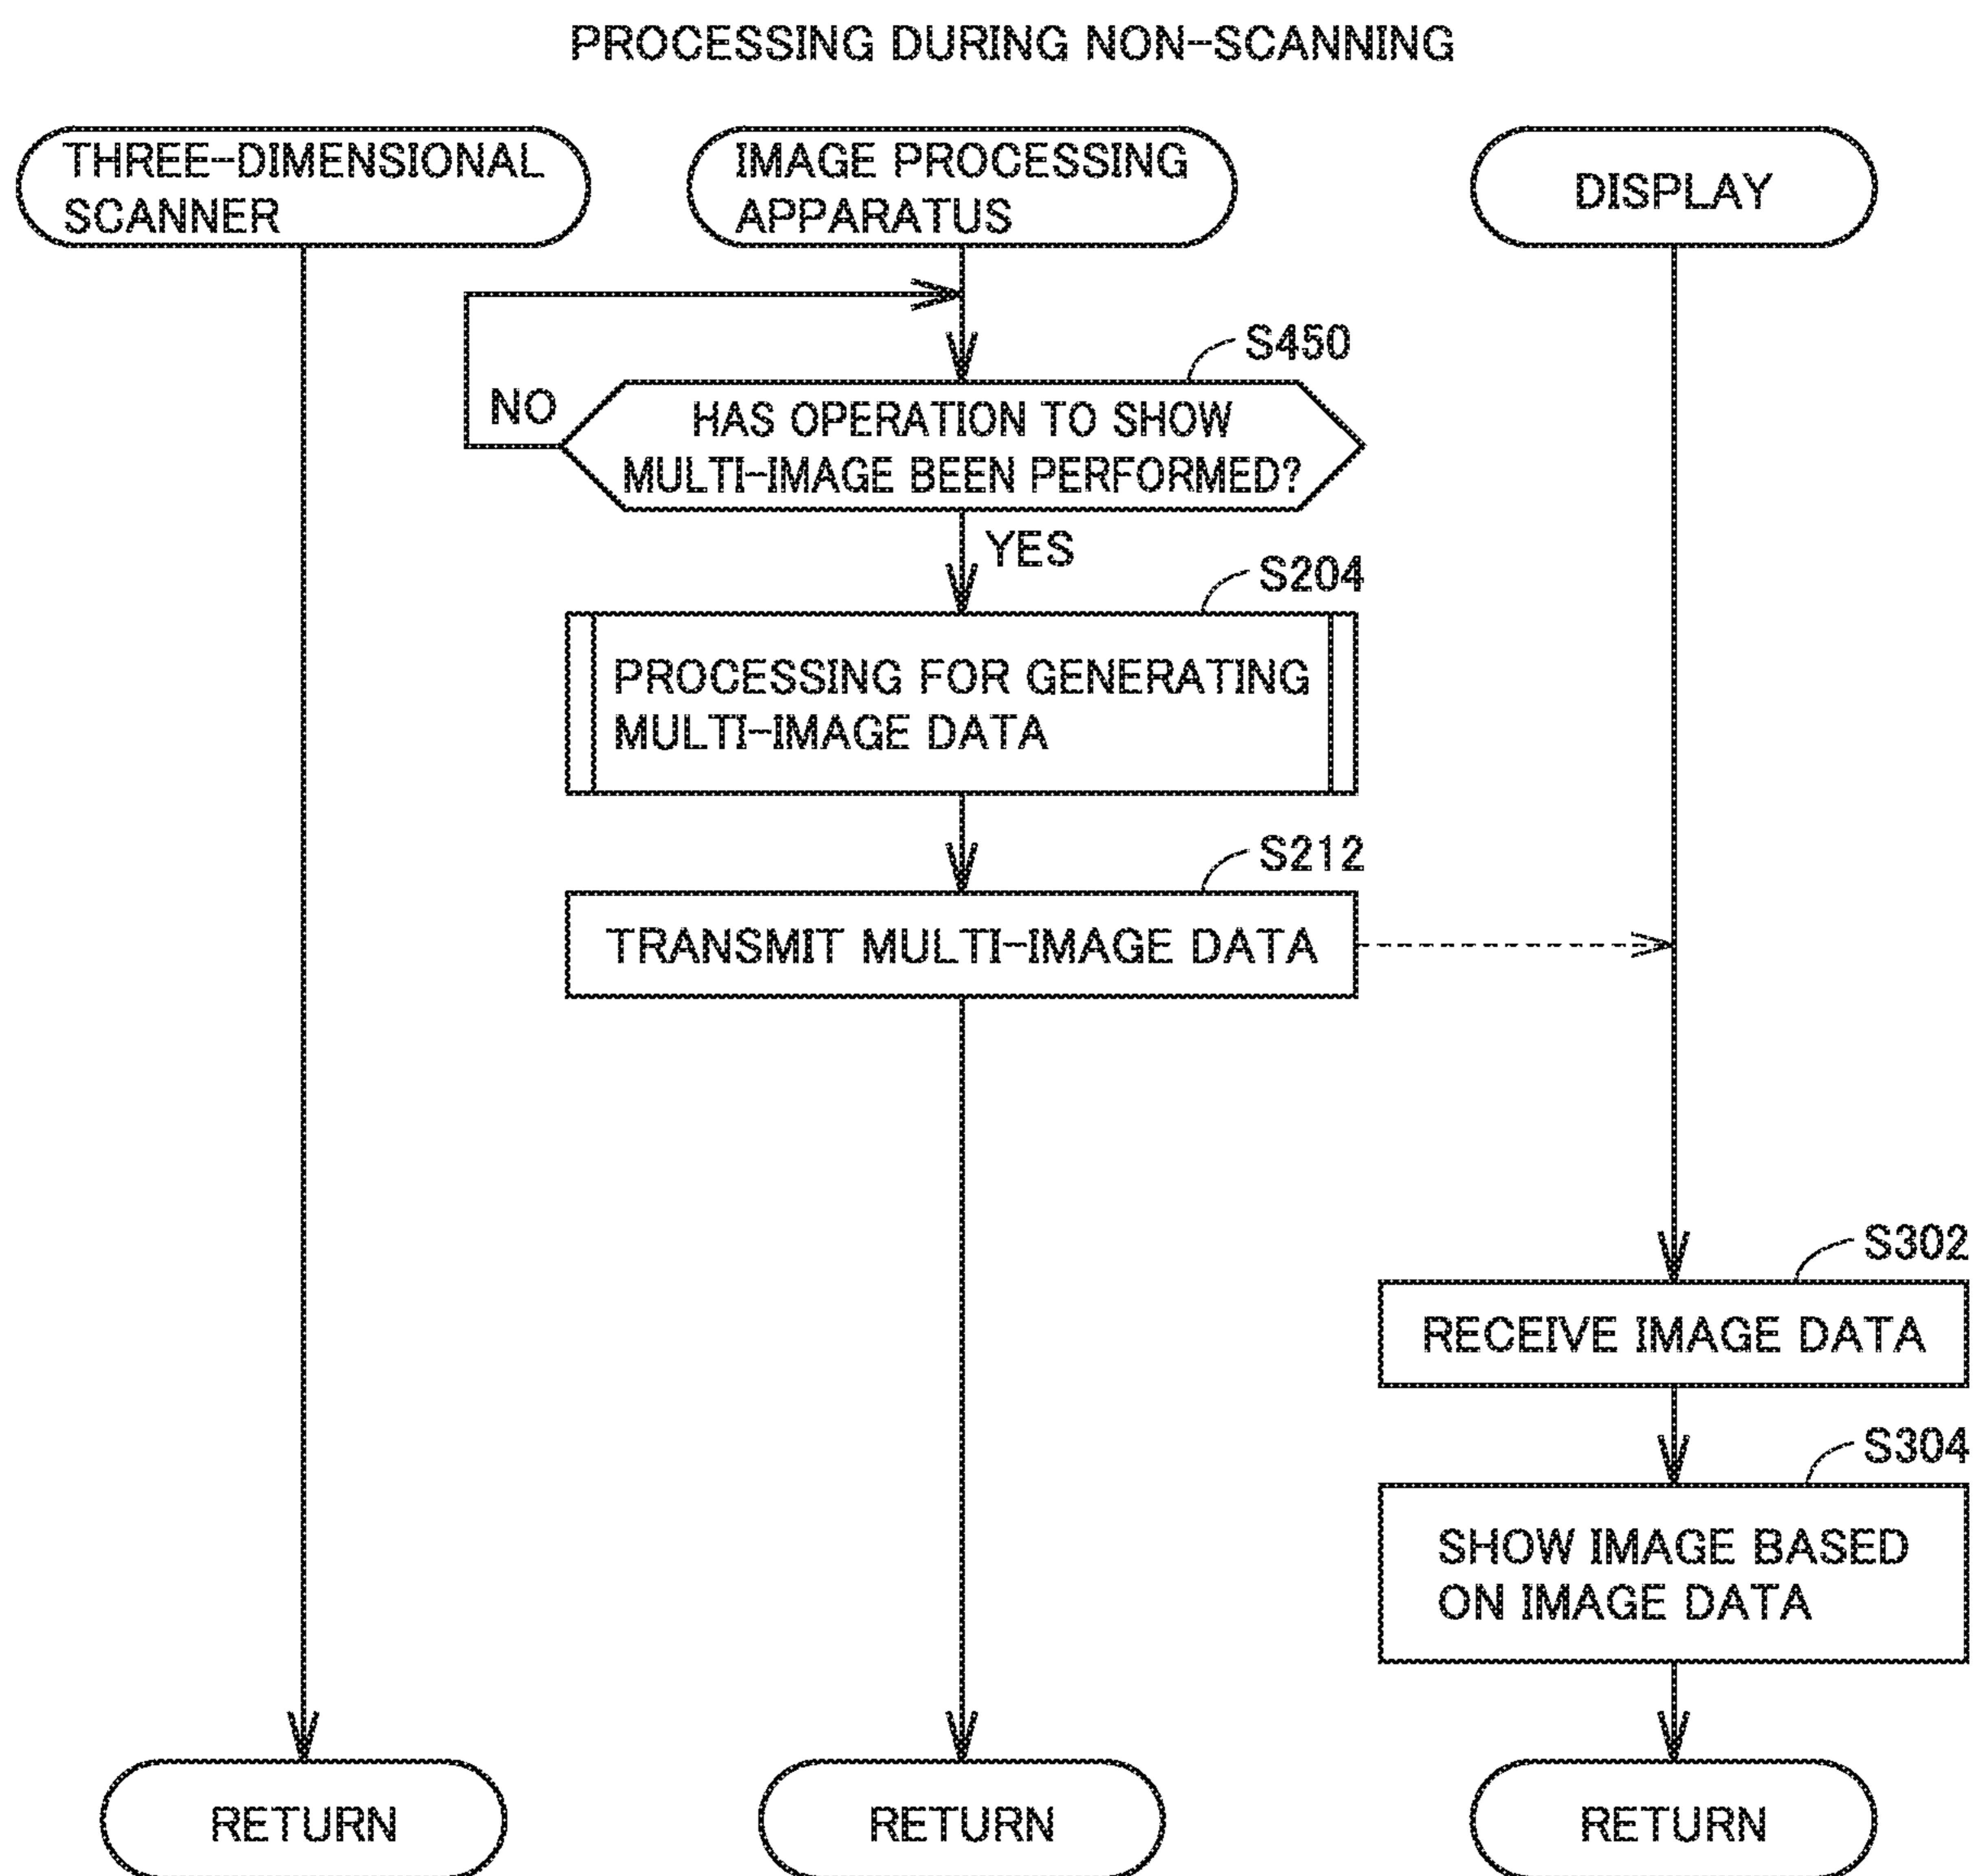 PROCESSING DURING NON-SCANNING
THREE-DIMENSIONAL
SCANNER
IMAGE PROCESSING
APPARATUS
DISPLAY
S450
NO
HAS OPERATION TO SHOW
MULTI-IMAGE BEEN PERFORMED?
YES
S204
PROCESSING FOR GENERATING
MULTI-IMAGE DATA
S212
TRANSMIT MULTI-IMAGE DATA
S302
RECEIVE IMAGE DATA
S304
SHOW IMAGE BASED
ON IMAGE DATA
RETURN
RETURN
RETURN